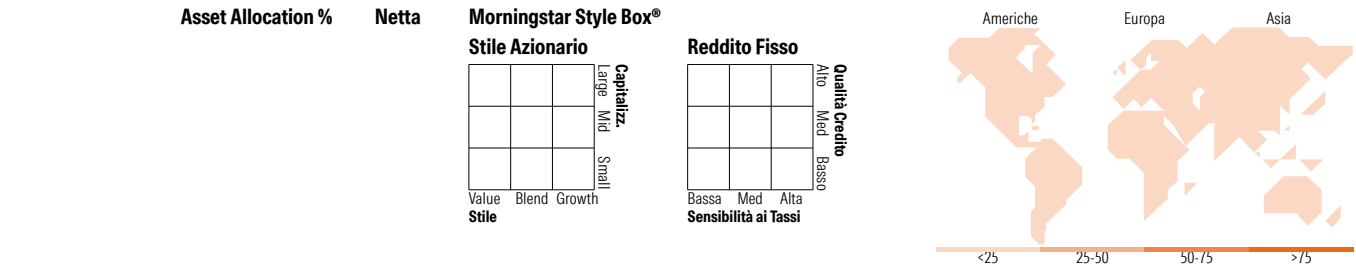 Asset Allocation % Netta
Morningstar Style Box®
Stile Azionario
Large Mid Small
Capitalizz.
Value Blend Growth
Stile
Reddito Fisso
Alto Med Basso
Qualità Credito
Bassa Med Alta
Sensibilità ai Tassi
Americhe Europa Asia
<25 25-50 50-75 >75